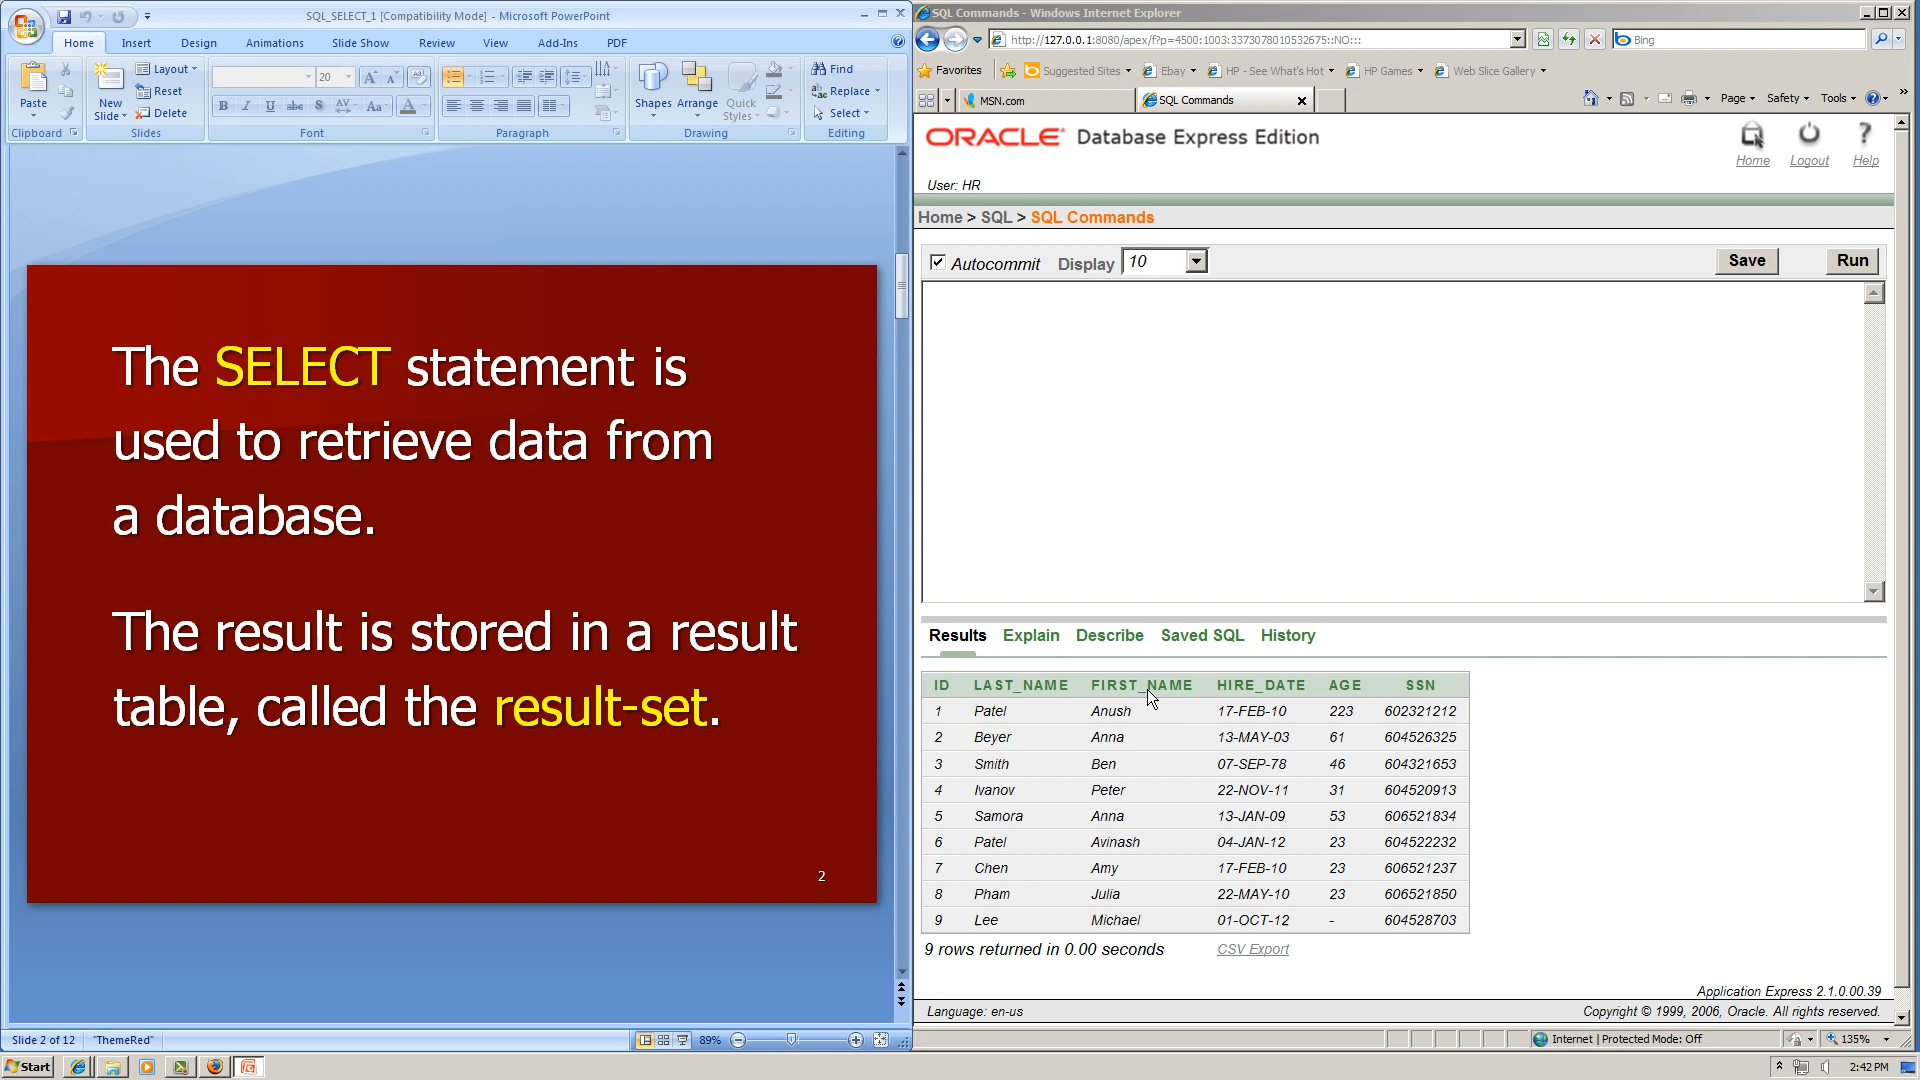 SQL_SELECT_1 [Compatibility Mode] - Microsoft PowerPoint
Home Insert Design Animations Slide Show Review View Add-Ins PDF
Paste
New Slide
Layout
Reset
Delete
20
B I U abc S AV Aa A
Shapes Arrange Quick Styles
Find
Replace
Select
Clipboard Slides Font Paragraph Drawing Editing
The SELECT statement is
used to retrieve data from
a database.
The result is stored in a result
table, called the result-set.
2
Slide 2 of 12 "ThemeRed" 89%
SQL Commands - Windows Internet Explorer
http://127.0.0.1:8080/apex/f?p=4500:1003:3373078010532675::NO:::
Bing
Favorites Suggested Sites Ebay HP - See What's Hot HP Games Web Slice Gallery
MSN.com SQL Commands Page Safety Tools
ORACLE Database Express Edition
Home Logout Help
User: HR
Home > SQL > SQL Commands
Autocommit Display 10 Save Run
Results Explain Describe Saved SQL History
ID LAST_NAME FIRST_NAME HIRE_DATE AGE SSN
1 Patel Anush 17-FEB-10 223 602321212
2 Beyer Anna 13-MAY-03 61 604526325
3 Smith Ben 07-SEP-78 46 604321653
4 Ivanov Peter 22-NOV-11 31 604520913
5 Samora Anna 13-JAN-09 53 606521834
6 Patel Avinash 04-JAN-12 23 604522232
7 Chen Amy 17-FEB-10 23 606521237
8 Pham Julia 22-MAY-10 23 606521850
9 Lee Michael 01-OCT-12 - 604528703
9 rows returned in 0.00 seconds CSV Export
Application Express 2.1.0.00.39
Language: en-us Copyright © 1999, 2006, Oracle. All rights reserved.
Internet | Protected Mode: Off 135%
Start 2:42 PM